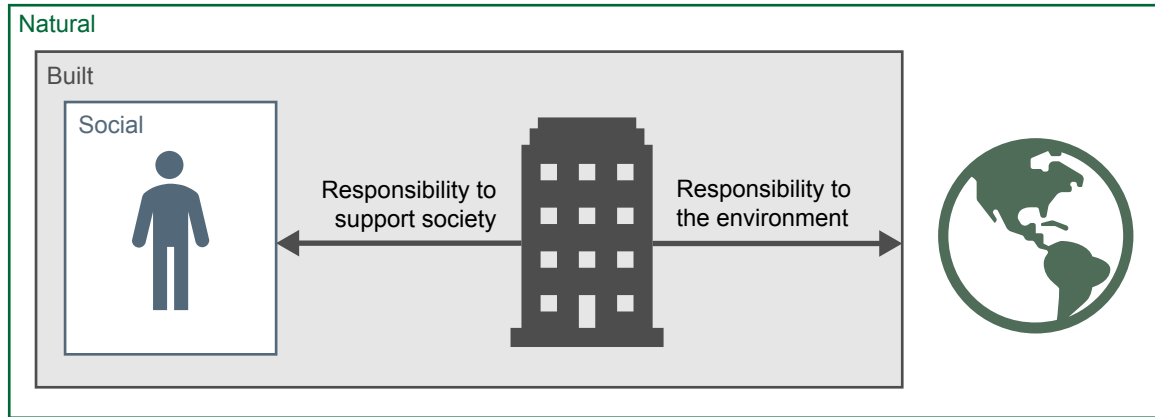 Natural
Built
Social
Responsibility to
support society
Responsibility to
the environment